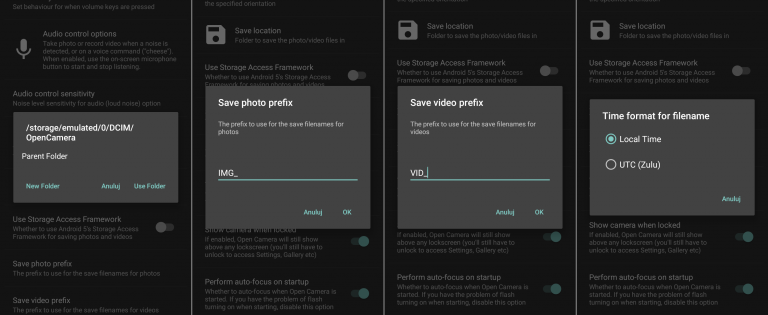 Set behaviour for when volume keys are pressed
Audio control options
Take photo or record video when a noise is
detected, or on a voice command ("cheese").
When enabled, use the on-screen microphone
button to start and stop listening.
Audio control sensitivity
Noise level sensitivity for audio (loud noise) option
/storage/emulated/0/DCIM/
OpenCamera
Parent Folder
New Folder
Anuluj
Use Folder
Use Storage Access Framework
Whether to use Android 5's Storage Access
Framework for saving photos and videos
Save photo prefix
The prefix to use for the save filenames for photos
Save video prefix
The prefix to use for the save filenames for videos
the specified orientation
Save location
Folder to save the photo/video files in
Use Storage Access Framework
Whether to use Android 5's Storage Access
Framework for saving photos and videos
Save photo prefix
The prefix to use for the save filenames for
photos
IMG_
Anuluj
OK
Show camera when locked
If enabled, Open Camera will still show
above any lockscreen (you'll still have to
unlock to access Settings, Gallery etc)
Perform auto-focus on startup
Whether to auto-focus when Open Camera is
started. If you have the problem of flash
turning on when starting, disable this option
the specified orientation
Save location
Folder to save the photo/video files in
Use Storage Access Framework
Whether to use Android 5's Storage Access
Framework for saving photos and videos
Save video prefix
The prefix to use for the save filenames for
videos
VID_
Anuluj
OK
If enabled, Open Camera will still show
above any lockscreen (you'll still have to
unlock to access Settings, Gallery etc)
Perform auto-focus on startup
Whether to auto-focus when Open Camera is
started. If you have the problem of flash
turning on when starting, disable this option
the specified orientation
Save location
Folder to save the photo/video files in
Use Storage Access Framework
Whether to use Android 5's Storage Access
Framework for saving photos and videos
Time format for filename
Local Time
UTC (Zulu)
Anuluj
Show camera when locked
If enabled, Open Camera will still show
above any lockscreen (you'll still have to
unlock to access Settings, Gallery etc)
Perform auto-focus on startup
Whether to auto-focus when Open Camera is
started. If you have the problem of flash
turning on when starting, disable this option